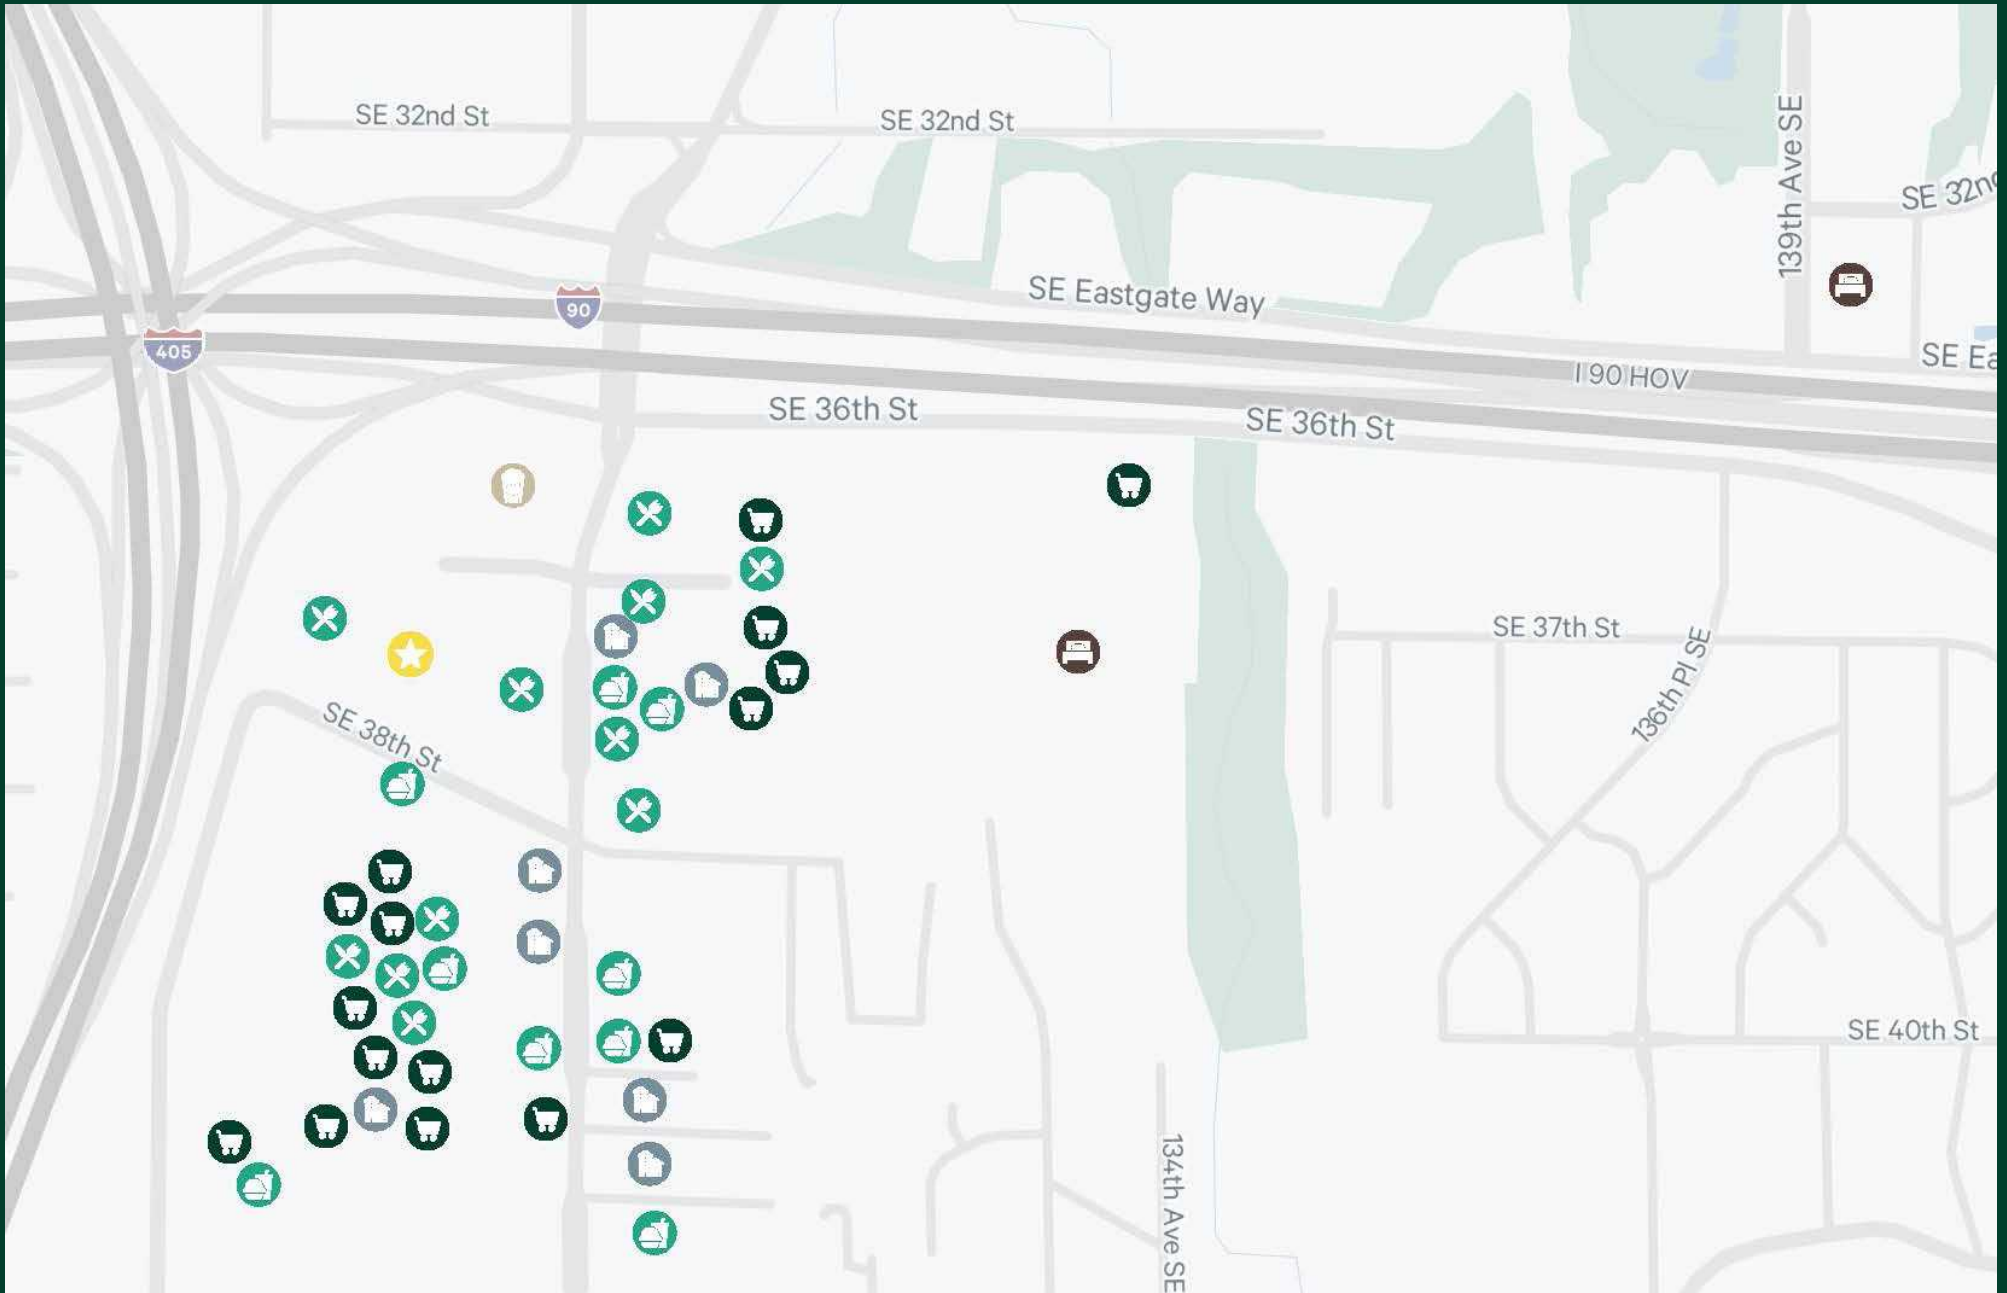 SE 32nd St
SE 32nd St
139th Ave SE
SE 32nd
SE Eastgate Way
90
405
SE Ea
I 90 HOV
SE 36th St
SE 36th St
SE 37th St
136th Pl SE
SE 38th St
SE 40th St
134th Ave SE